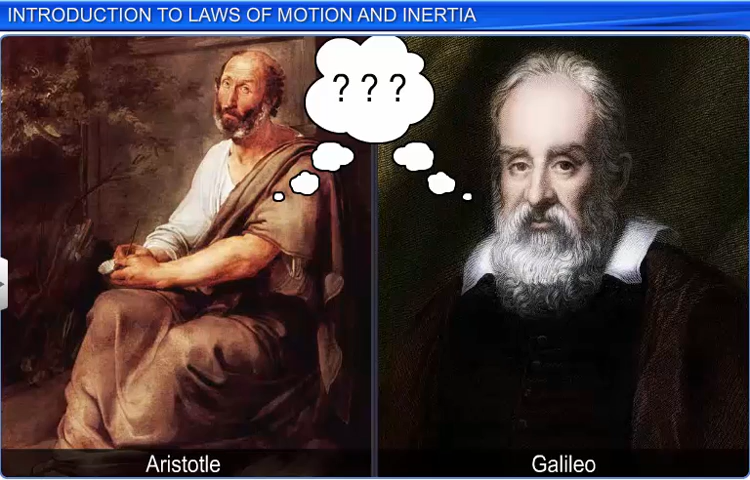 INTRODUCTION TO LAWS OF MOTION AND INERTIA
? ? ?
Aristotle
Galileo